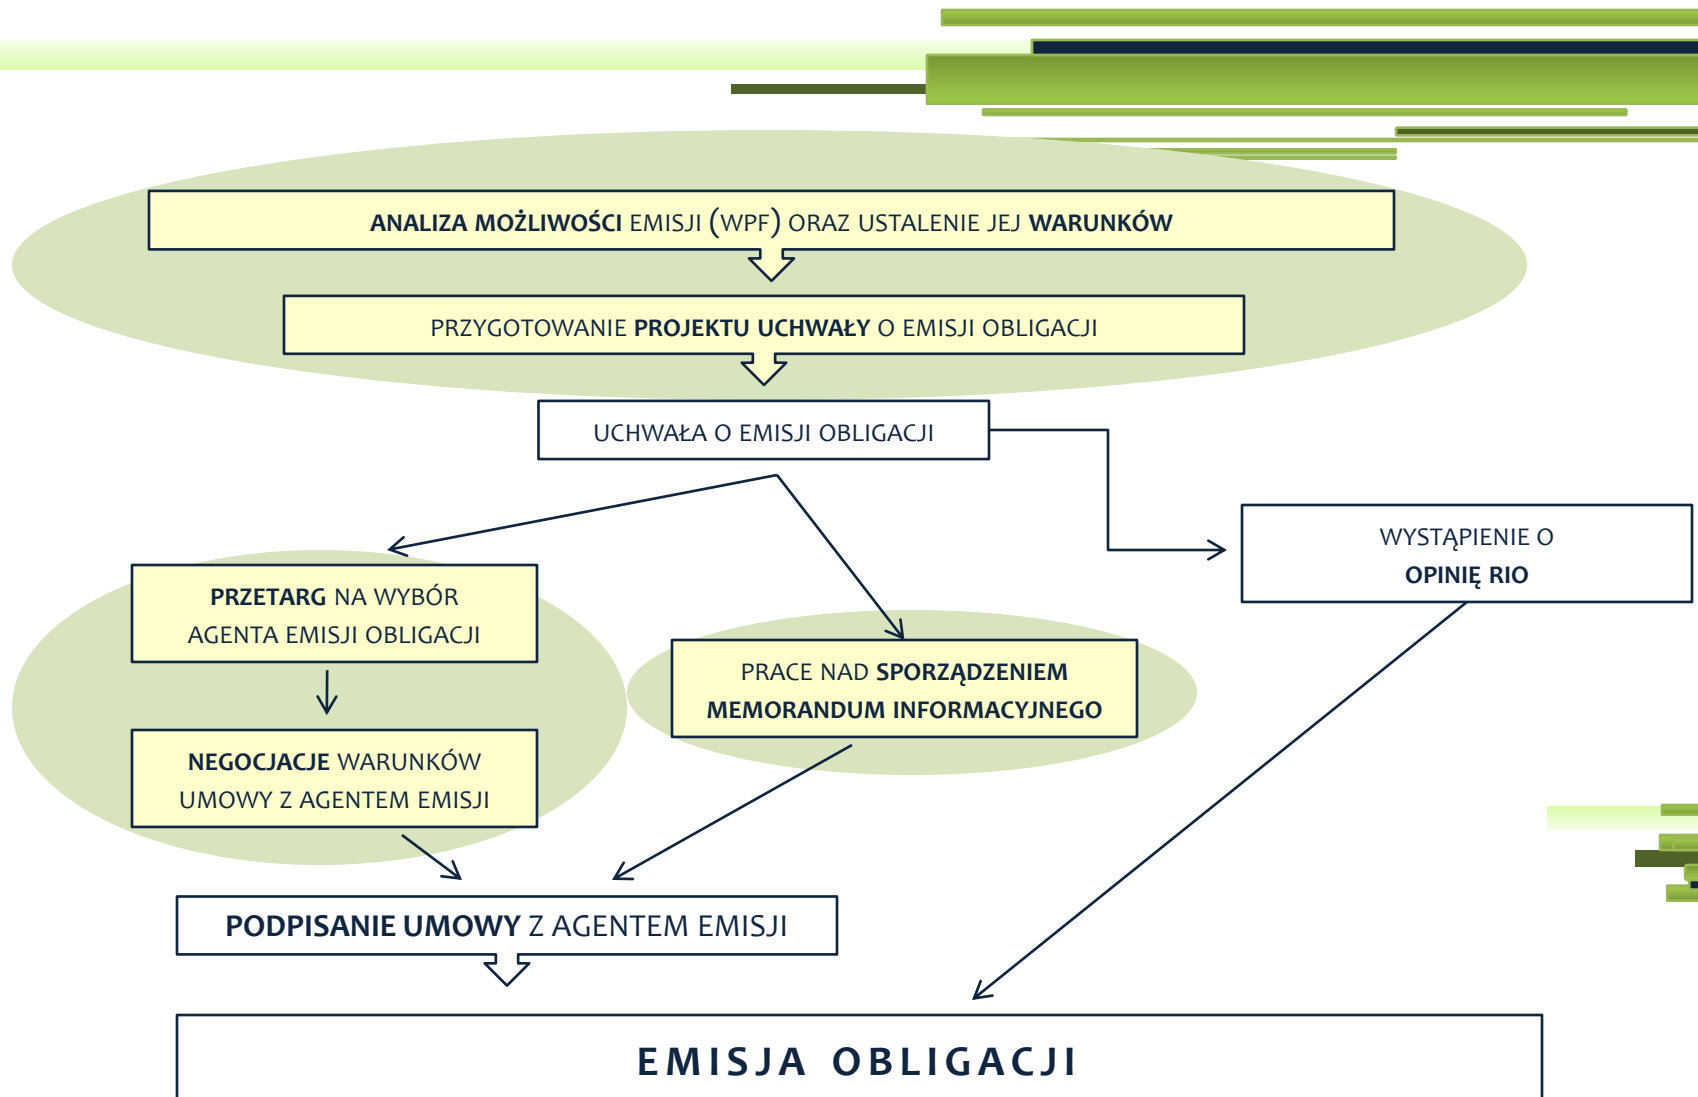 ANALIZA MOŻLIWOŚCI EMISJI (WPF) ORAZ USTALENIE JEJ WARUNKÓW
PRZYGOTOWANIE PROJEKTU UCHWAŁY O EMISJI OBLIGACJI
UCHWAŁA O EMISJI OBLIGACJI
WYSTĄPIENIE O
OPINIĘ RIO
PRZETARG NA WYBÓR
AGENTA EMISJI OBLIGACJI
PRACE NAD SPORZĄDZENIEM
MEMORANDUM INFORMACYJNEGO
NEGOCJACJE WARUNKÓW
UMOWY Z AGENTEM EMISJI
PODPISANIE UMOWY Z AGENTEM EMISJI
EMISJA OBLIGACJI